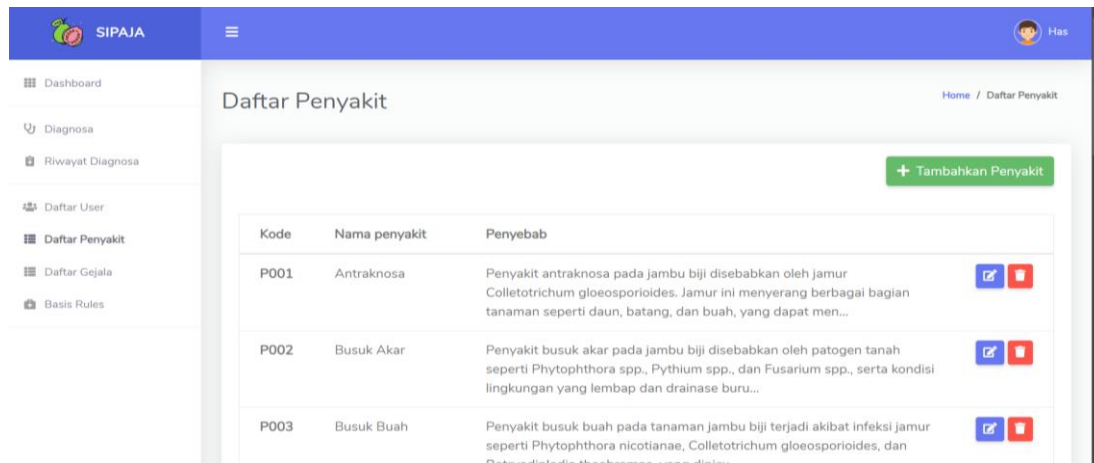 SIPAJA
Has
Dashboard
Diagnosa
Riwayat Diagnosa
Daftar User
Daftar Penyakit
Daftar Gejala
Basis Rules
Daftar Penyakit
Home / Daftar Penyakit
+ Tambahkan Penyakit
Kode Nama penyakit Penyebab
P001 Antraknosa Penyakit antraknosa pada jambu biji disebabkan oleh jamur
Colletotrichum gloeosporioides. Jamur ini menyerang berbagai bagian
tanaman seperti daun, batang, dan buah, yang dapat men...
P002 Busuk Akar Penyakit busuk akar pada jambu biji disebabkan oleh patogen tanah
seperti Phytophthora spp., Pythium spp., dan Fusarium spp., serta kondisi
lingkungan yang lembap dan drainase buru...
P003 Busuk Buah Penyakit busuk buah pada tanaman jambu biji terjadi akibat infeksi jamur
seperti Phytophthora nicotianae, Colletotrichum gloeosporioides, dan